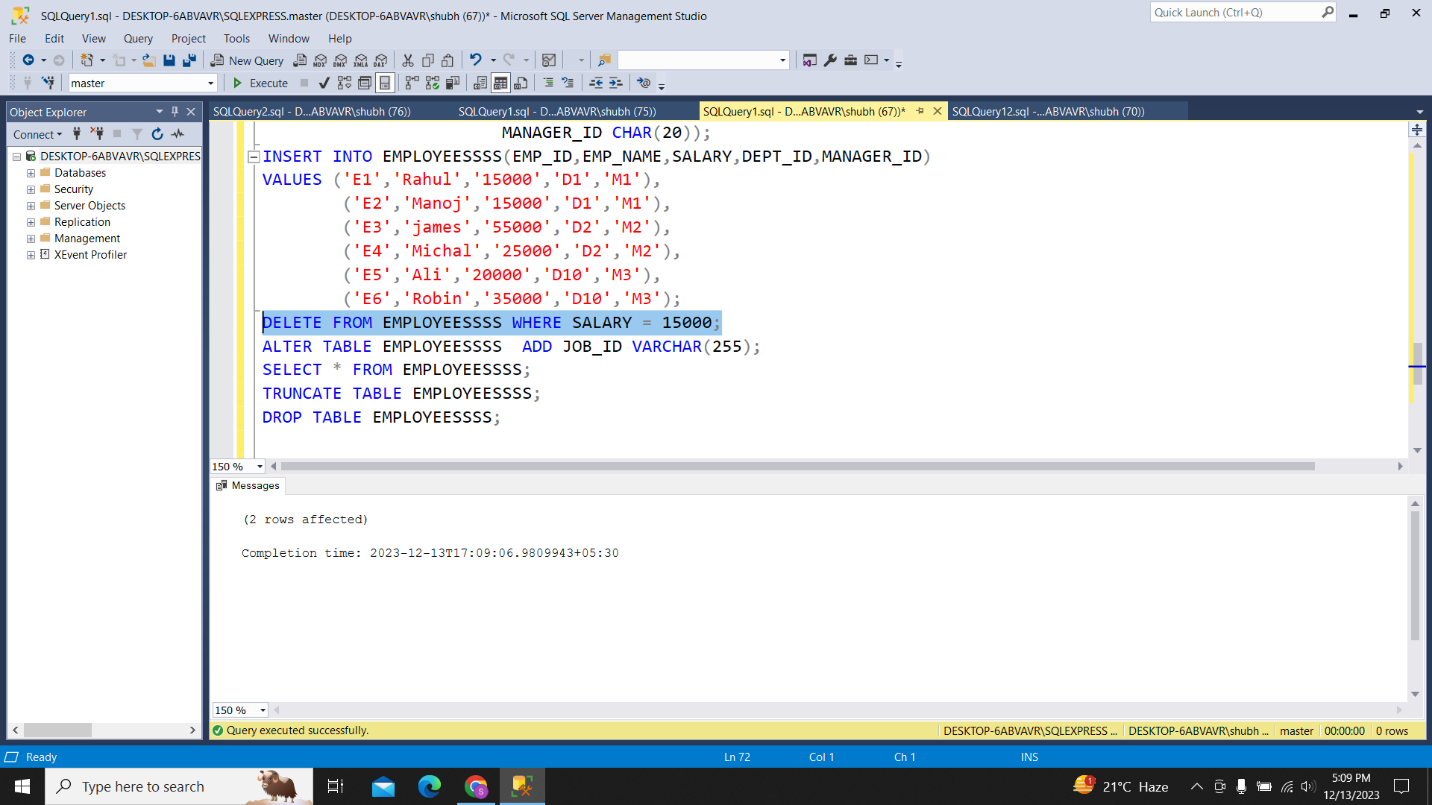 SQLQuery1.sql - DESKTOP-6ABVAVR\SQLEXPRESS.master (DESKTOP-6ABVAVR\shubh (67))* - Microsoft SQL Server Management Studio
Quick Launch (Ctrl+Q)
File Edit View Query Project Tools Window Help
New Query
master Execute
Object Explorer
SQLQuery2.sql - D...ABVAVR\shubh (76)) SQLQuery1.sql - D...ABVAVR\shubh (75)) SQLQuery1.sql - D...ABVAVR\shubh (67))* SQLQuery12.sql -...ABVAVR\shubh (70))
Connect
DESKTOP-6ABVAVR\SQLEXPRES
Databases
Security
Server Objects
Replication
Management
XEvent Profiler
MANAGER_ID CHAR(20));
INSERT INTO EMPLOYEESSSS(EMP_ID,EMP_NAME,SALARY,DEPT_ID,MANAGER_ID)
VALUES ('E1','Rahul','15000','D1','M1'),
('E2','Manoj','15000','D1','M1'),
('E3','james','55000','D2','M2'),
('E4','Michal','25000','D2','M2'),
('E5','Ali','20000','D10','M3'),
('E6','Robin','35000','D10','M3');
DELETE FROM EMPLOYEESSSS WHERE SALARY = 15000;
ALTER TABLE EMPLOYEESSSS  ADD JOB_ID VARCHAR(255);
SELECT * FROM EMPLOYEESSSS;
TRUNCATE TABLE EMPLOYEESSSS;
DROP TABLE EMPLOYEESSSS;
150 %
Messages
(2 rows affected)
Completion time: 2023-12-13T17:09:06.9809943+05:30
150 %
Query executed successfully. DESKTOP-6ABVAVR\SQLEXPRESS ... DESKTOP-6ABVAVR\shubh ... master 00:00:00 0 rows
Ready Ln 72 Col 1 Ch 1 INS
Type here to search
21°C Haze
5:09 PM
12/13/2023